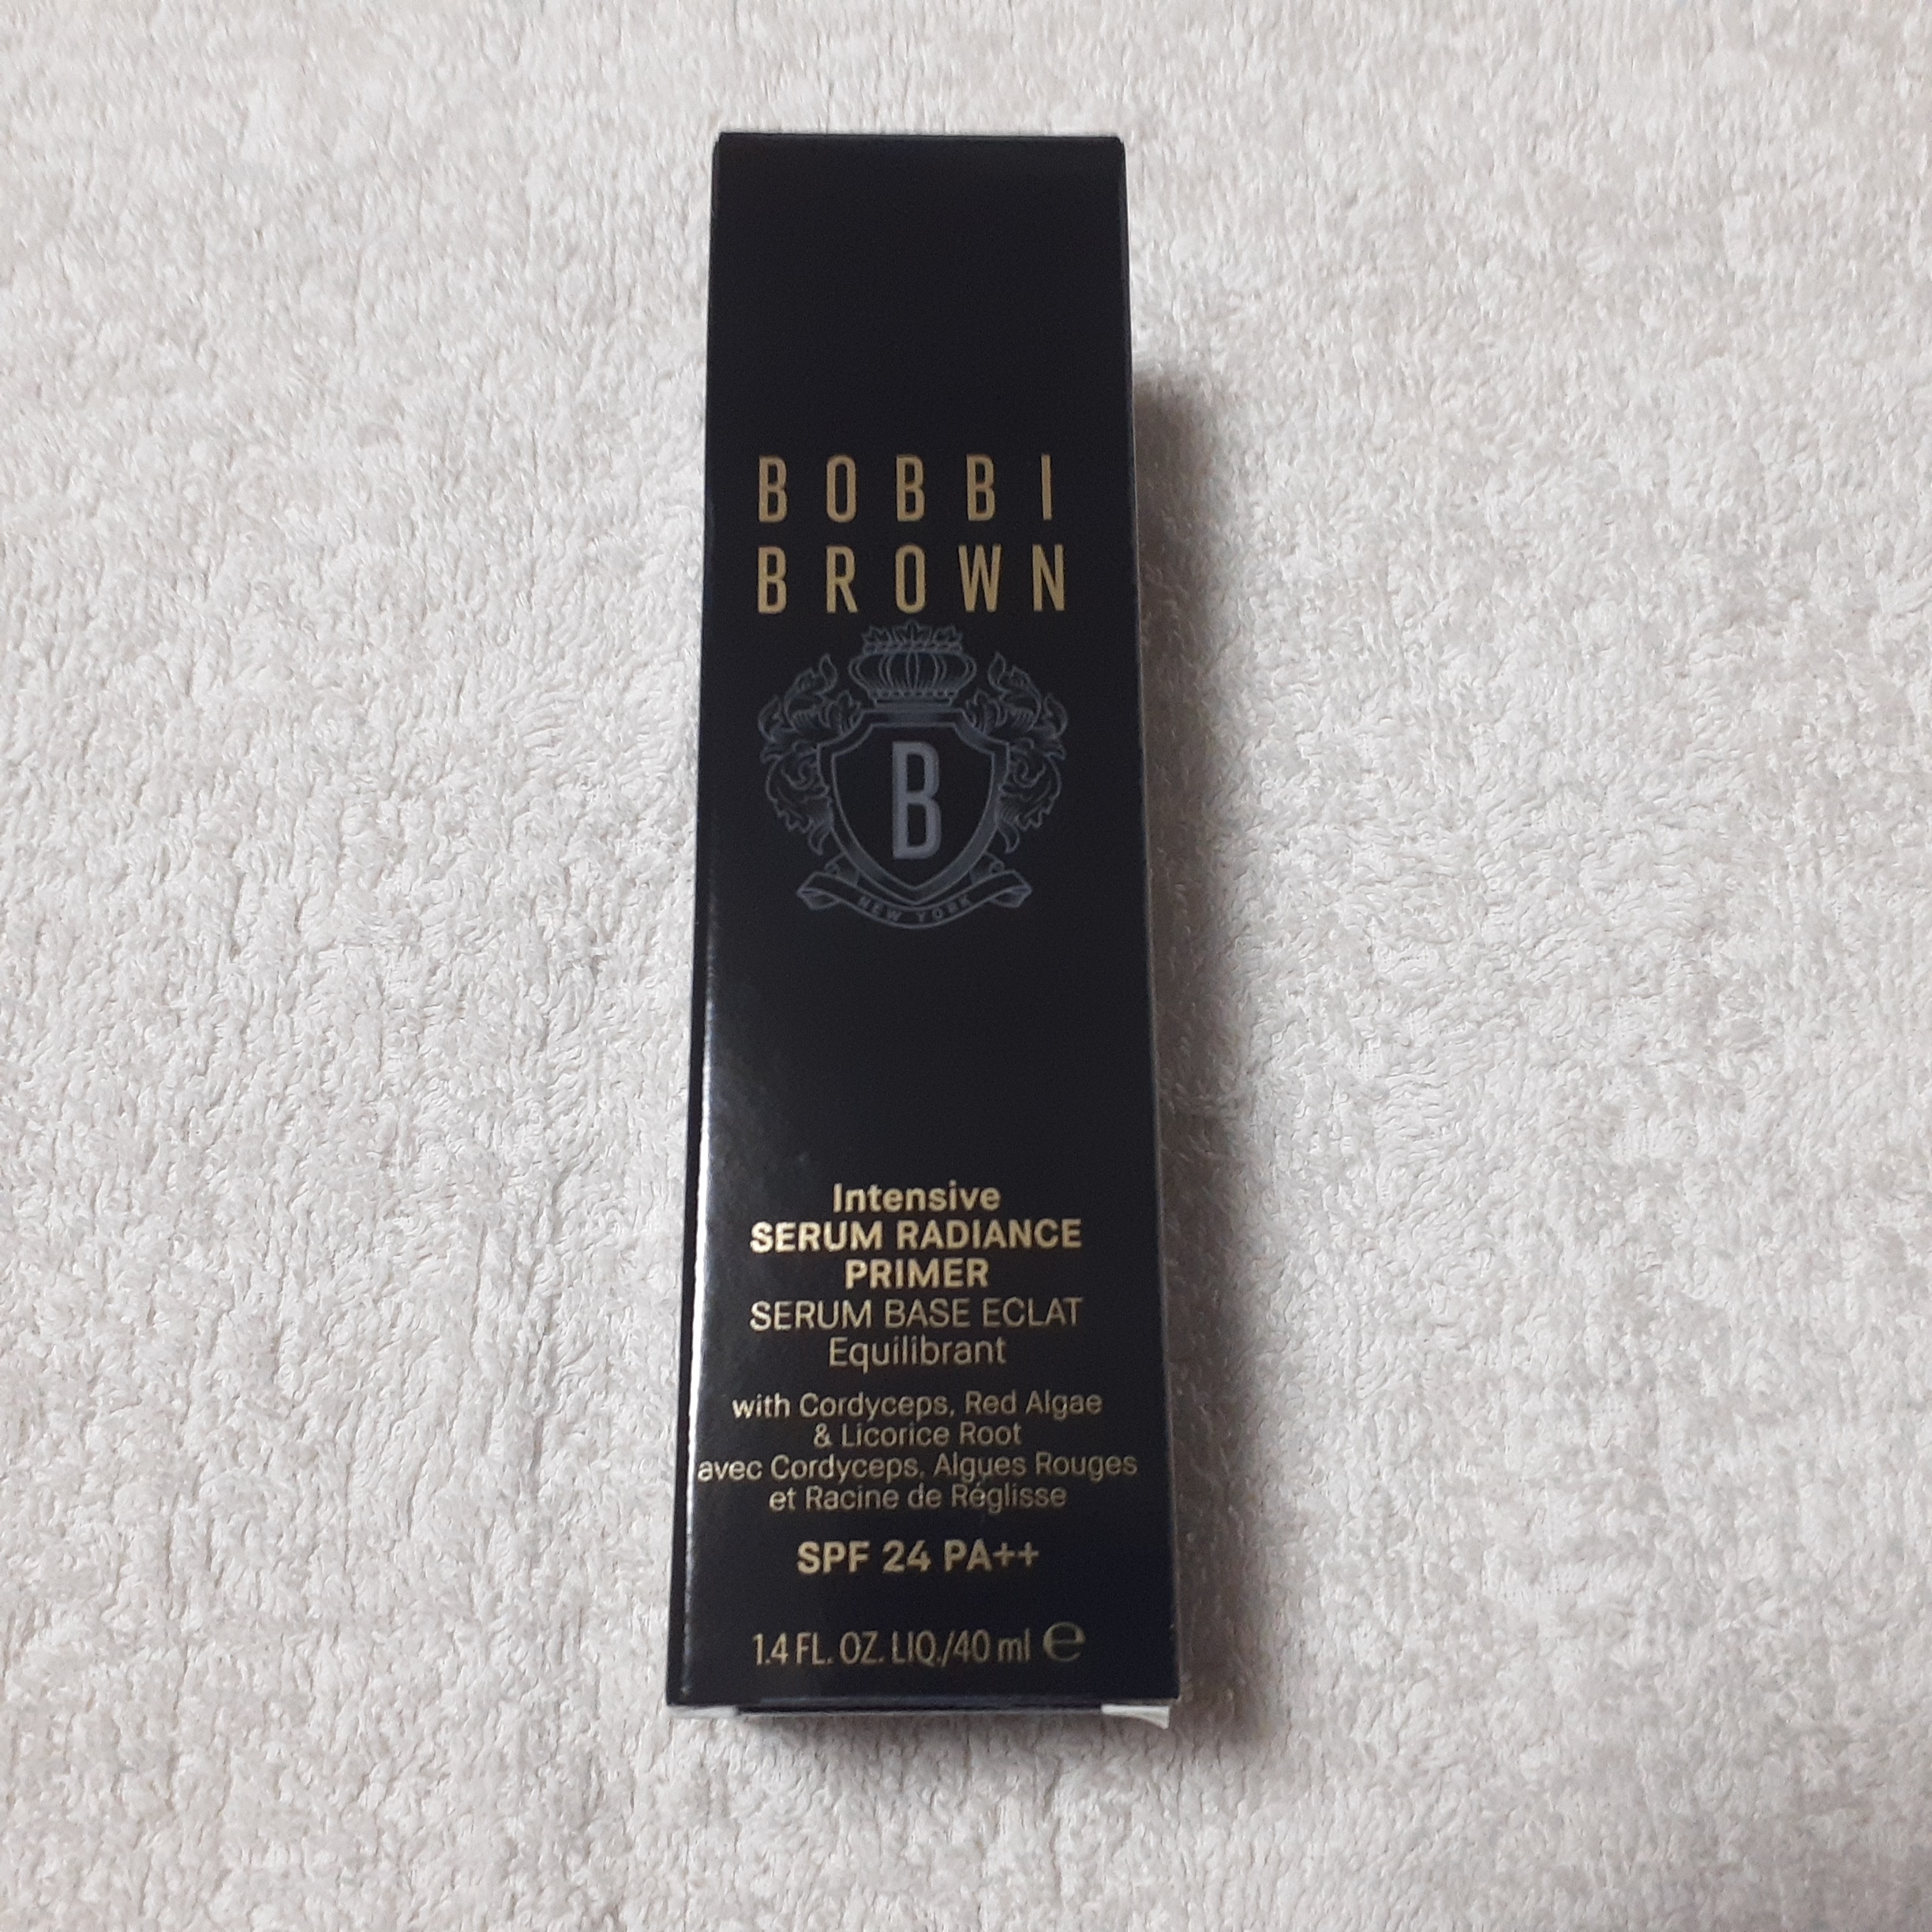 BOBBI
BROWN
B
NEW YORK
Intensive
SERUM RADIANCE
PRIMER
SERUM BASE ECLAT
Equilibrant
with Cordyceps, Red Algae
& Licorice Root
avec Cordyceps, Algues Rouges
et Racine de Réglisse
SPF 24 PA++
1.4 FL. OZ. LIQ./40 ml ℮